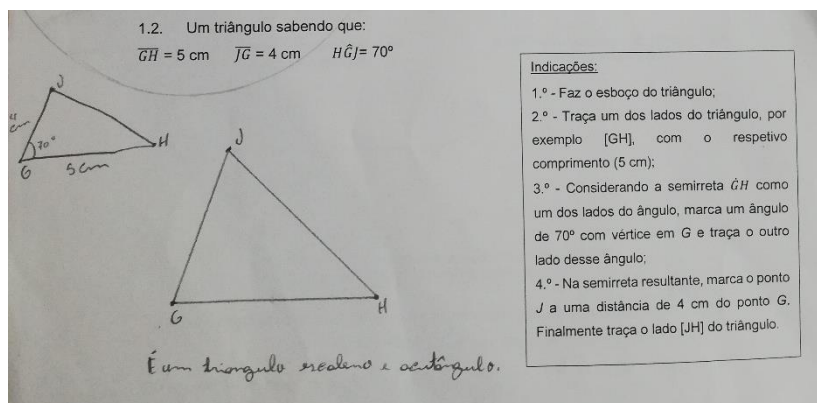 1.2. Um triângulo sabendo que:
GH = 5 cm JG = 4 cm HĜJ= 70º
J
4 cm
70°
H
G
5 cm
J
G
H
É um triangulo escaleno e acutângulo.
Indicações:
1.º - Faz o esboço do triângulo;
2.º - Traça um dos lados do triângulo, por
exemplo [GH], com o respetivo
comprimento (5 cm);
3.º - Considerando a semirreta ĠH como
um dos lados do ângulo, marca um ângulo
de 70º com vértice em G e traça o outro
lado desse ângulo;
4.º - Na semirreta resultante, marca o ponto
J a uma distância de 4 cm do ponto G.
Finalmente traça o lado [JH] do triângulo.